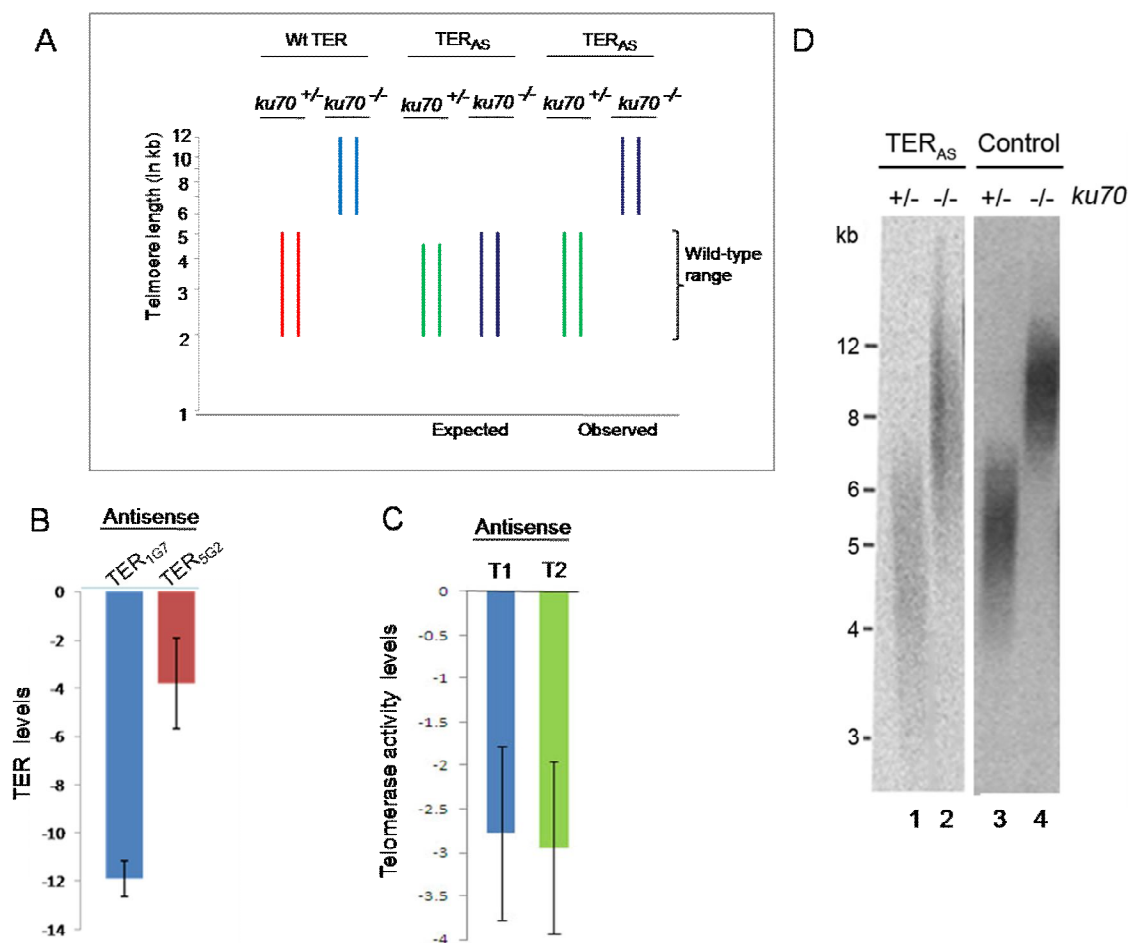 A
Wt TER TER_AS TER_AS
ku70 +/- ku70 -/- ku70 +/- ku70 -/- ku70 +/- ku70 -/-
Telmoere length (In kb)
12
10
8
6
5
4
3
2
1
Wild-type
range
Expected Observed
B
Antisense
TER1G7 TER5G2
TER levels
0
-2
-4
-6
-8
-10
-12
-14
C
Antisense
T1 T2
Telomerase activity levels
0
-0.5
-1
-1.5
-2
-2.5
-3
-3.5
-4
D
TER_AS Control
+/- -/- +/- -/- ku70
kb
12
8
6
5
4
3
1 2 3 4